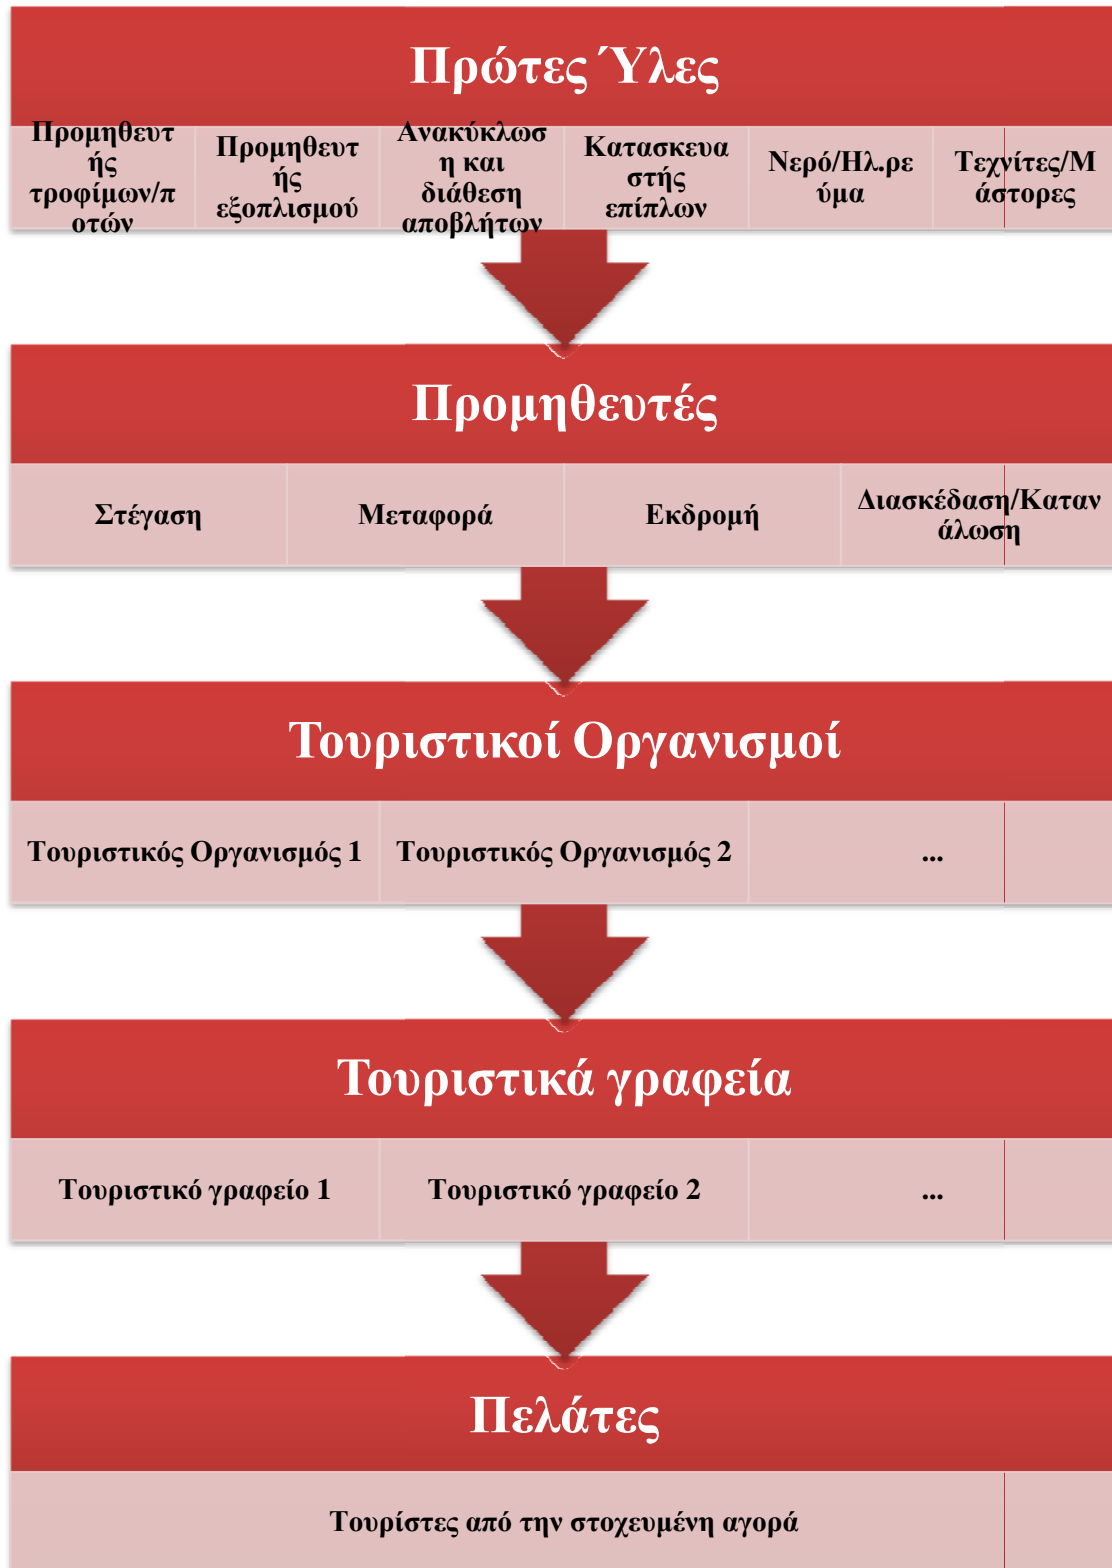 Πρώτες Ύλες
Προμηθευτ
ής
τροφίμων/π
οτών
Προμηθευτ
ής
εξοπλισμού
Ανακύκλωσ
η και
διάθεση
αποβλήτων
Κατασκευα
στής
επίπλων
Νερό/Ηλ.ρε
ύμα
Τεχνίτες/Μ
άστορες
Προμηθευτές
Στέγαση
Μεταφορά
Εκδρομή
Διασκέδαση/Καταν
άλωση
Τουριστικοί Οργανισμοί
Τουριστικός Οργανισμός 1
Τουριστικός Οργανισμός 2
...
Τουριστικά γραφεία
Τουριστικό γραφείο 1
Τουριστικό γραφείο 2
...
Πελάτες
Τουρίστες από την στοχευμένη αγορά